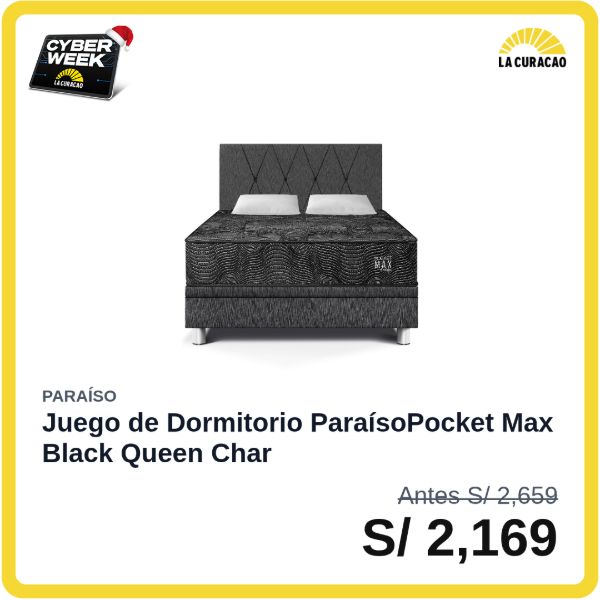 CYBER
WEEK
LA CURACAO
LA CURACAO
MAX
PARAÍSO
Juego de Dormitorio ParaísoPocket Max
Black Queen Char
Antes S/ 2,659
S/ 2,169